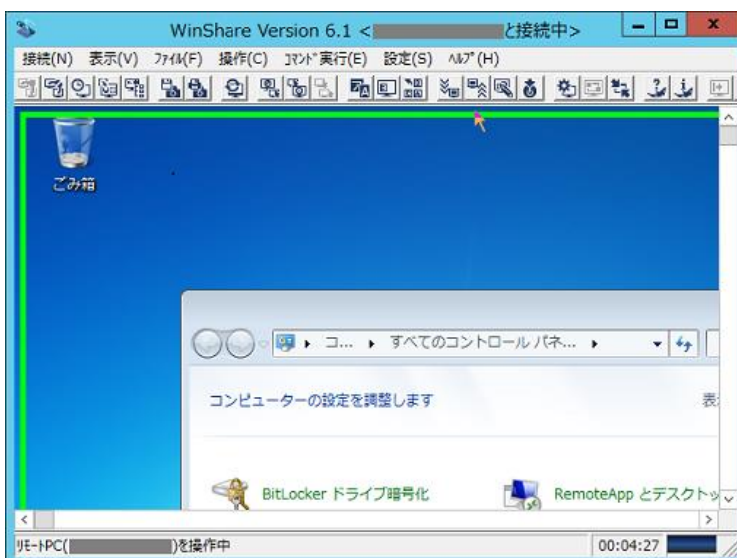 WinShare Version 6.1 < と接続中>
接続(N) 表示(V) ﾌｧｲﾙ(F) 操作(C) ｺﾏﾝﾄﾞ実行(E) 設定(S) ﾍﾙﾌﾟ(H)
ごみ箱
コ... すべてのコントロール パネ...
コンピューターの設定を調整します
表
BitLocker ドライブ暗号化
RemoteApp とデスクトッ
ﾘﾓｰﾄPC( )を操作中
00:04:27